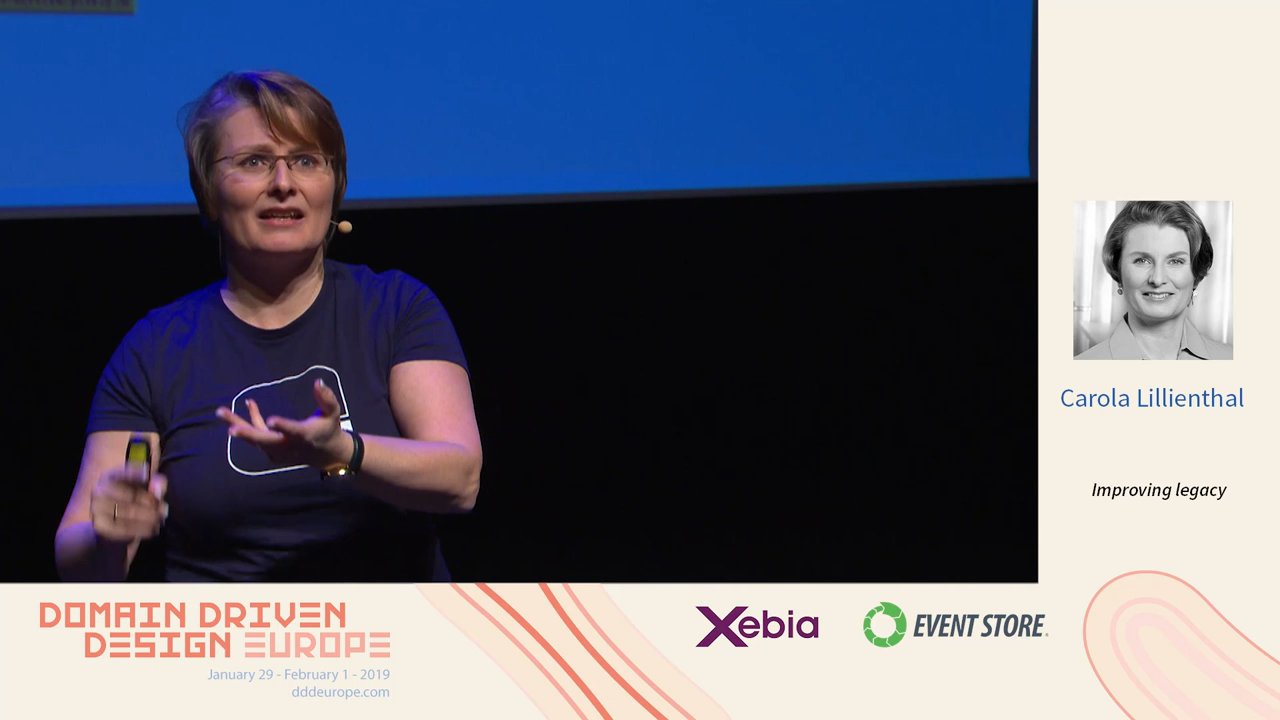 Carola Lillienthal
Improving legacy
DOMAIN DRIVEN
DESIGN EUROPE
January 29 - February 1 - 2019
dddeurope.com
Xebia
EVENT STORE.